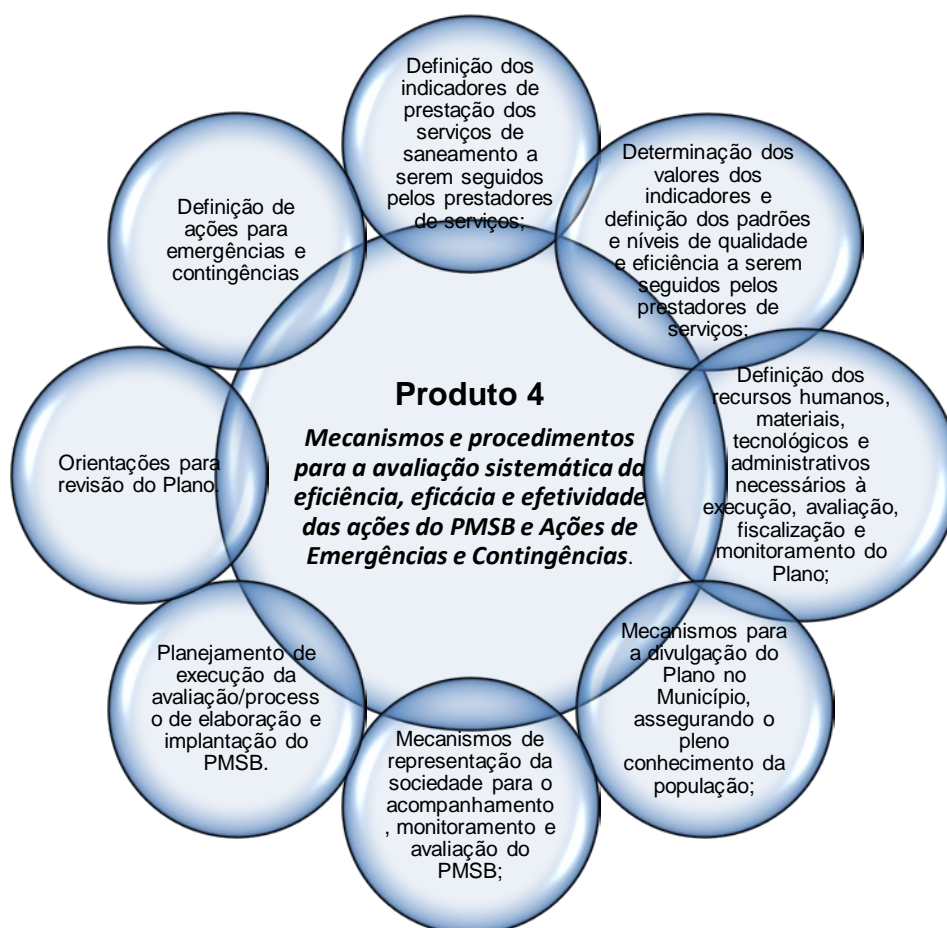 Definição dos
indicadores de
prestação dos
serviços de
saneamento a
serem seguidos
pelos prestadores
de serviços;
Determinação dos
valores dos
indicadores e
definição dos padrões
e níveis de qualidade
e eficiência a serem
seguidos pelos
prestadores de
serviços;
Definição dos
recursos humanos,
materiais,
tecnológicos e
administrativos
necessários à
execução, avaliação,
fiscalização e
monitoramento do
Plano;
Mecanismos para
a divulgação do
Plano no
Município,
assegurando o
pleno
conhecimento da
população;
Mecanismos de
representação da
sociedade para o
acompanhamento
, monitoramento e
avaliação do
PMSB;
Planejamento de
execução da
avaliação/process
o de elaboração e
implantação do
PMSB.
Orientações para
revisão do Plano.
Definição de
ações para
emergências e
contingências
Produto 4
Mecanismos e procedimentos
para a avaliação sistemática da
eficiência, eficácia e efetividade
das ações do PMSB e Ações de
Emergências e Contingências.